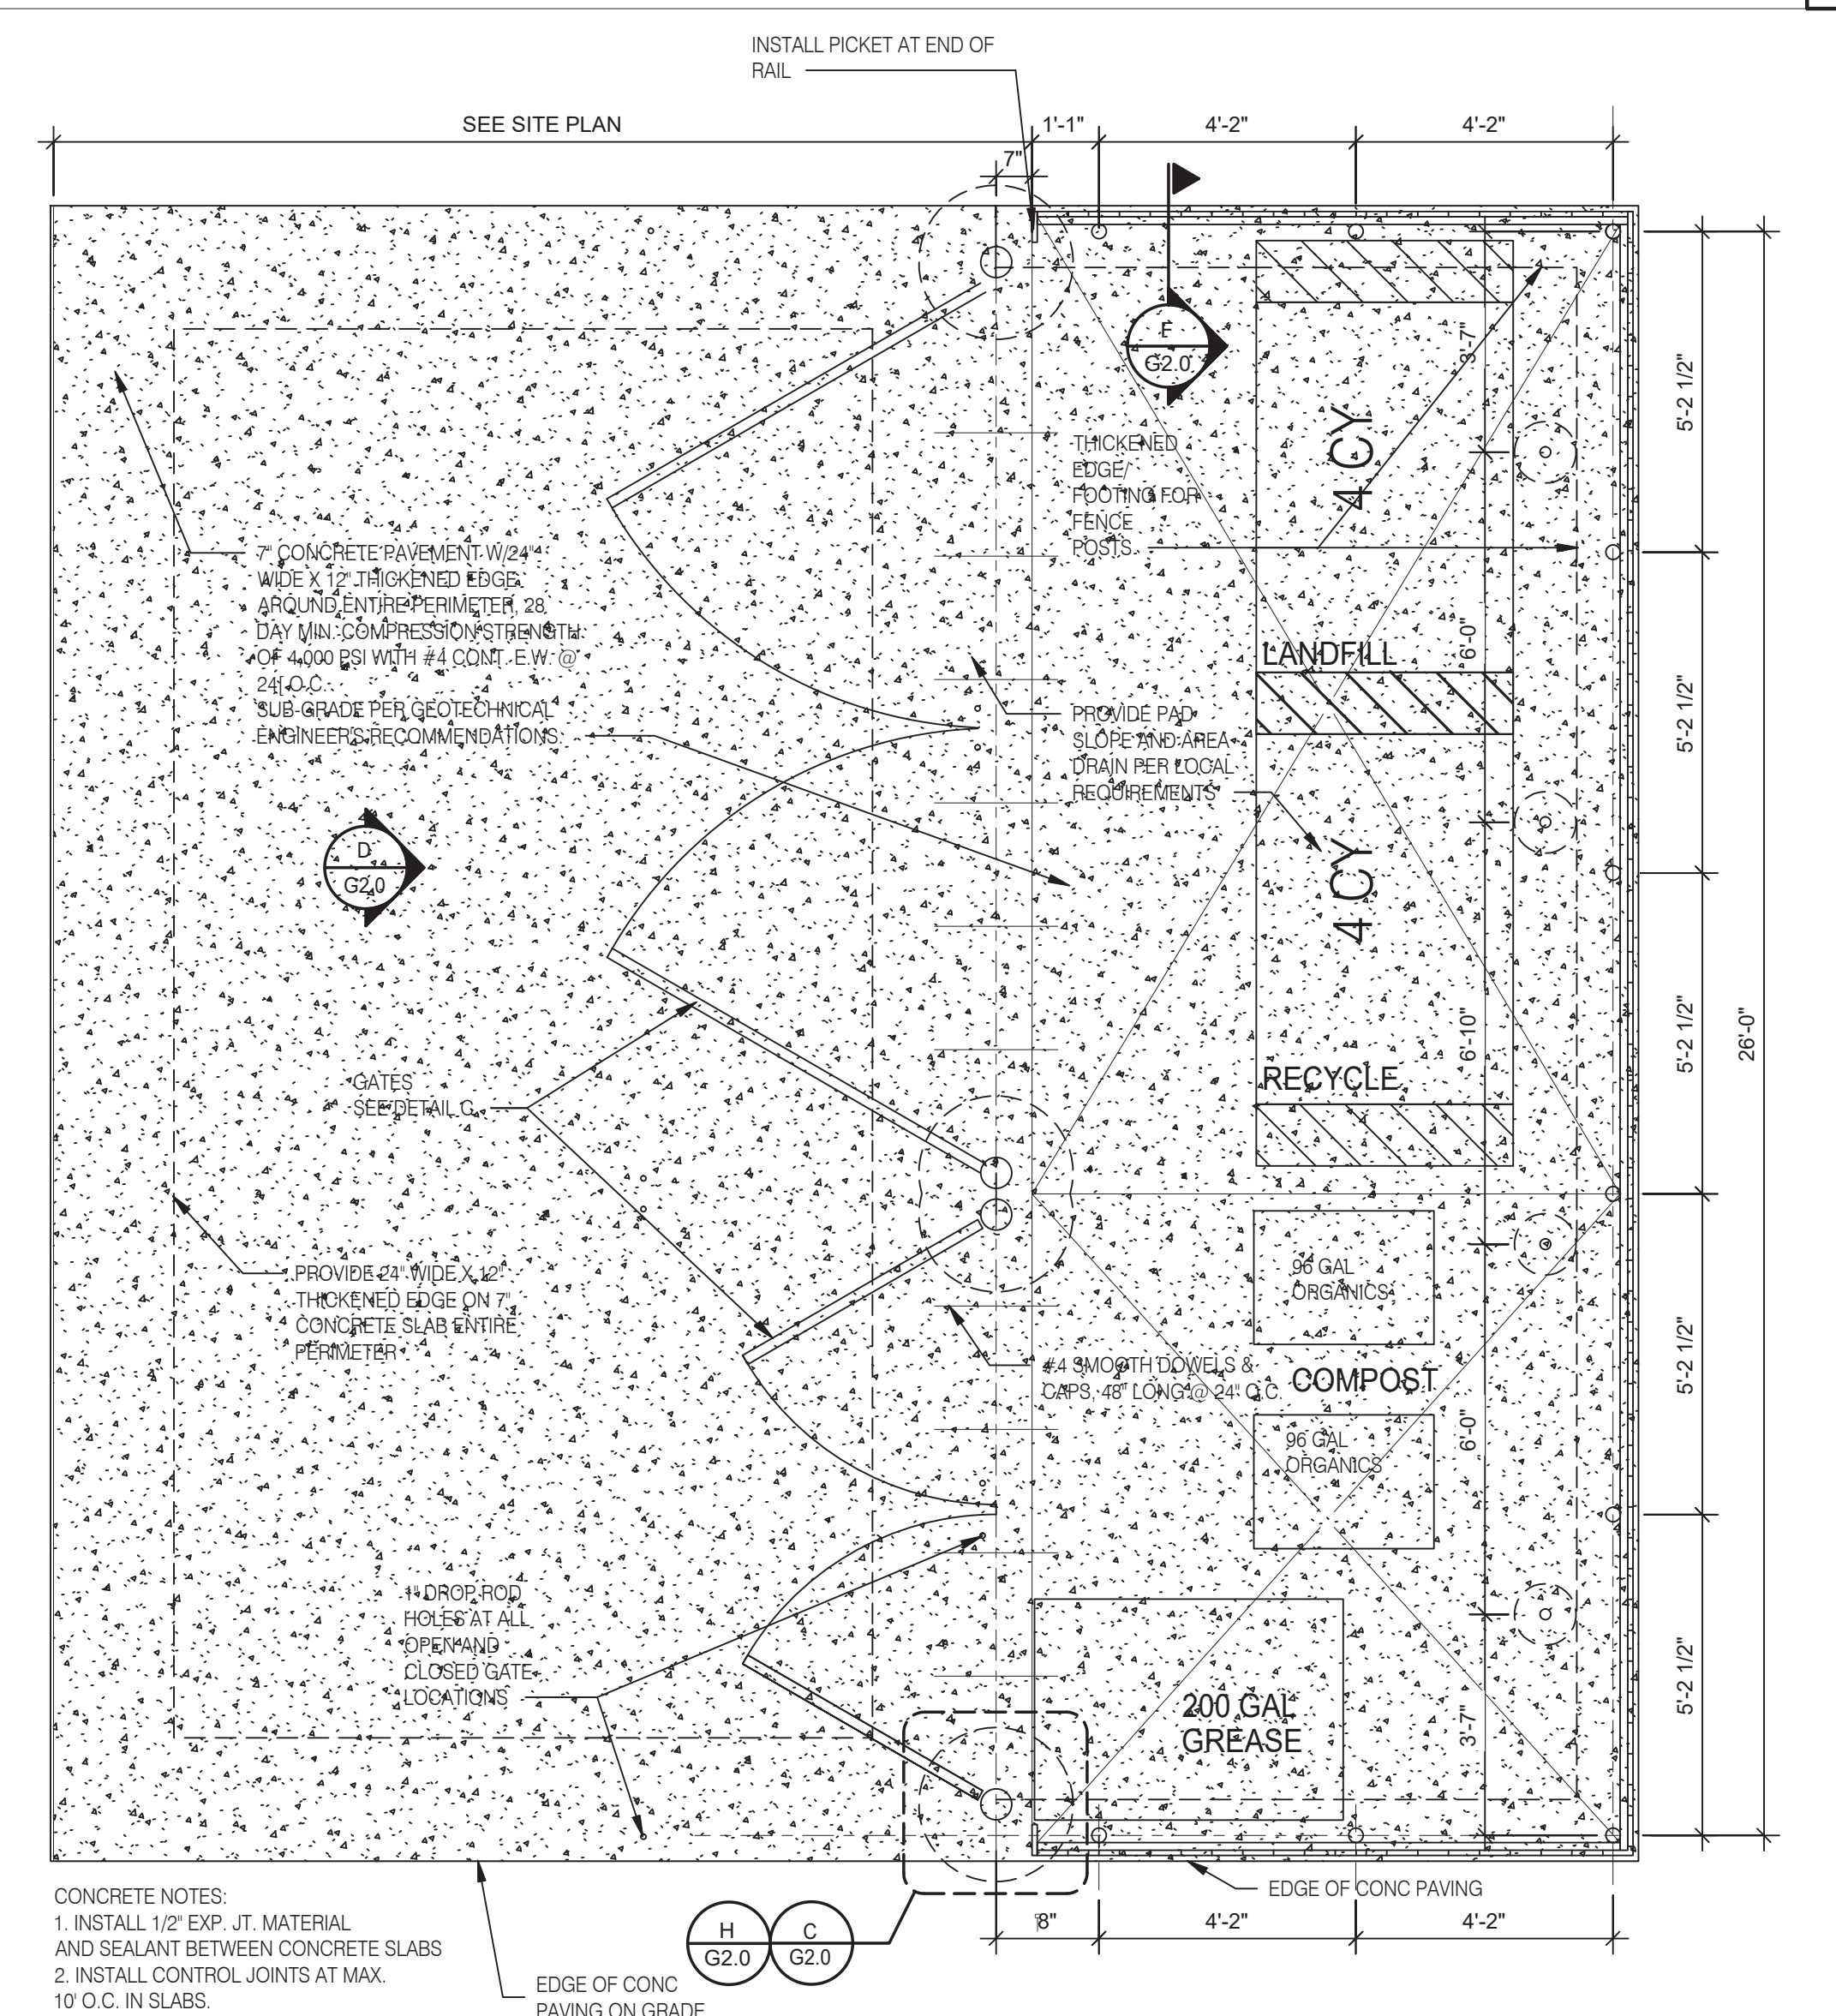 INSTALL PICKET AT END OF
RAIL
SEE SITE PLAN
1'-1"
4'-2"
4'-2"
7"
E
G2.0
3'-7"
5'-2 1/2"
4 CY
THICKENED
EDGE/
FOOTING FOR
FENCE
POSTS
7" CONCRETE PAVEMENT W/24"
WIDE X 12" THICKENED EDGE
AROUND ENTIRE PERIMETER, 28
DAY MIN. COMPRESSION STRENGTH
OF 4,000 PSI WITH #4 CONT. E.W. @
24[ O.C.
SUB-GRADE PER GEOTECHNICAL
ENGINEER'S RECOMMENDATIONS.
LANDFILL
6'-0"
5'-2 1/2"
PROVIDE PAD
SLOPE AND AREA
DRAIN PER LOCAL
REQUIREMENTS
D
G2.0
4 CY
6'-10"
5'-2 1/2"
26'-0"
RECYCLE
GATES
SEE DETAIL C
PROVIDE 24" WIDE X 12"
THICKENED EDGE ON 7"
CONCRETE SLAB ENTIRE
PERIMETER
96 GAL
ORGANICS
#4 SMOOTH DOWELS &
CAPS, 48" LONG @ 24" O.C.
COMPOST
5'-2 1/2"
6'-0"
96 GAL
ORGANICS
1" DROP ROD
HOLES AT ALL
OPEN AND
CLOSED GATE
LOCATIONS
200 GAL
GREASE
3'-7"
5'-2 1/2"
EDGE OF CONC PAVING
CONCRETE NOTES:
1. INSTALL 1/2" EXP. JT. MATERIAL
AND SEALANT BETWEEN CONCRETE SLABS
2. INSTALL CONTROL JOINTS AT MAX.
10' O.C. IN SLABS.
H
G2.0
C
G2.0
8"
4'-2"
4'-2"
EDGE OF CONC
PAVING ON GRADE